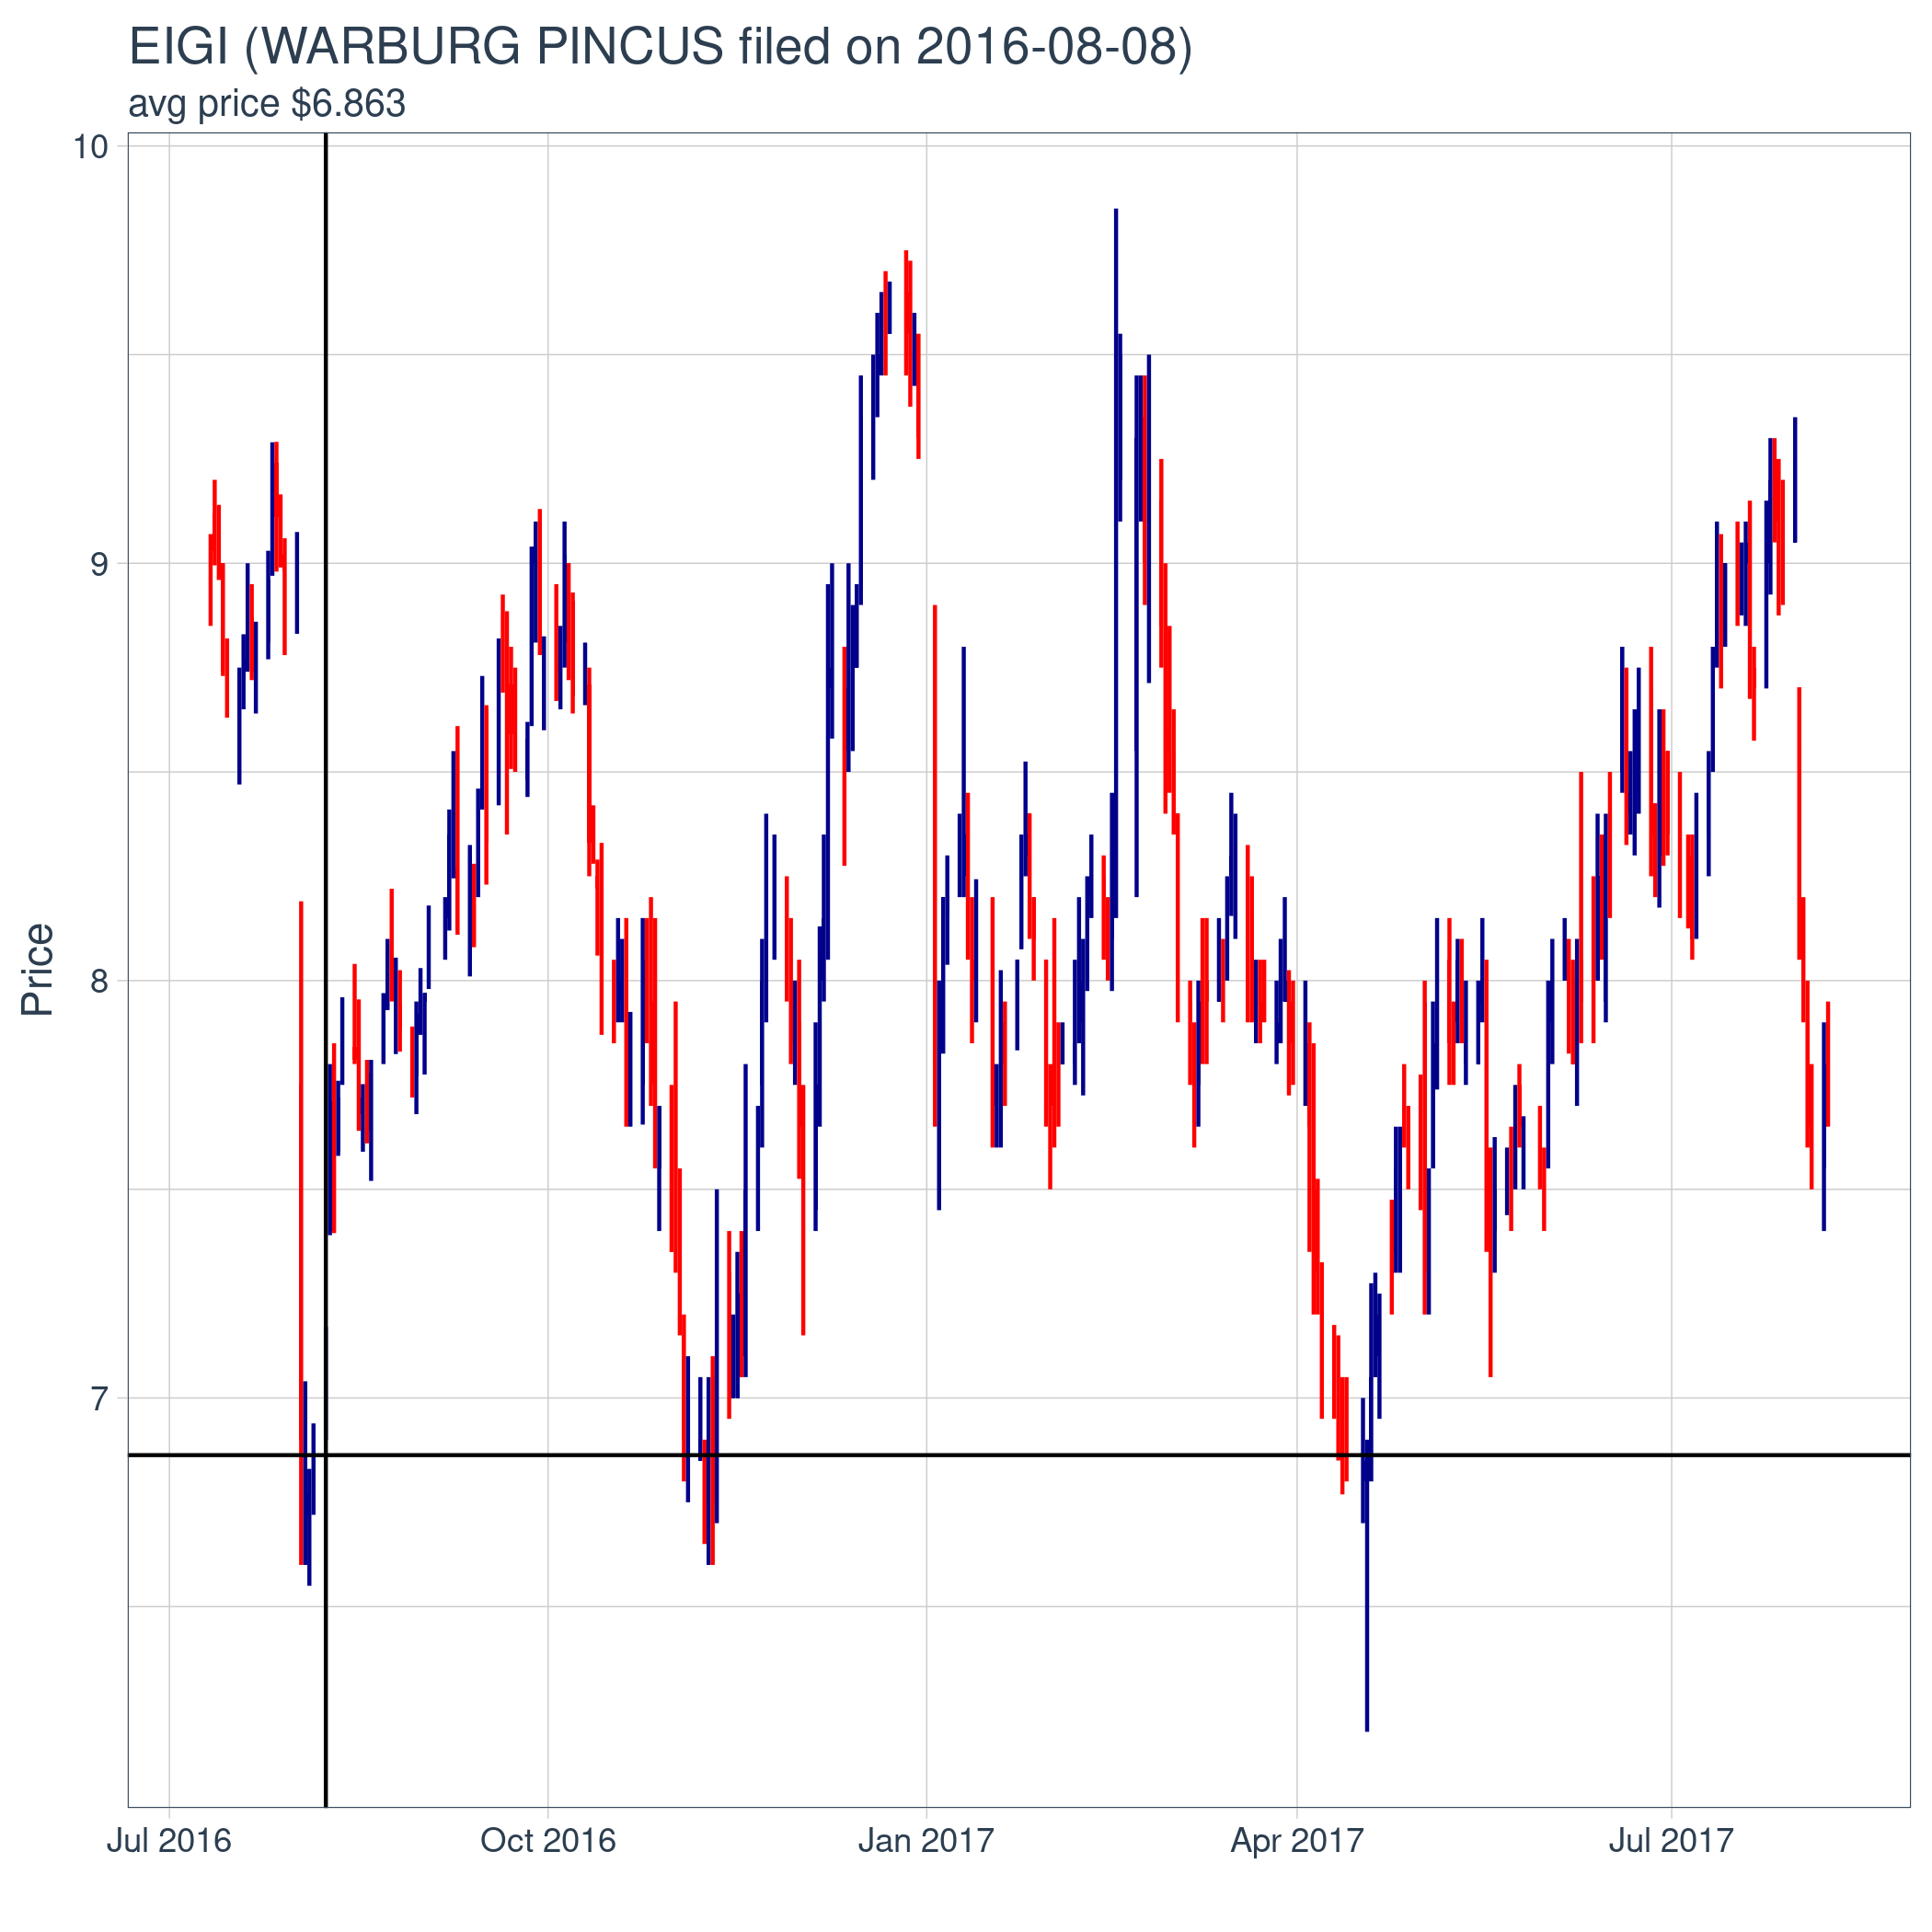 EIGI (WARBURG PINCUS filed on 2016-08-08)
avg price $6.863
10
9
8
7
Price
Jul 2016
Oct 2016
Jan 2017
Apr 2017
Jul 2017